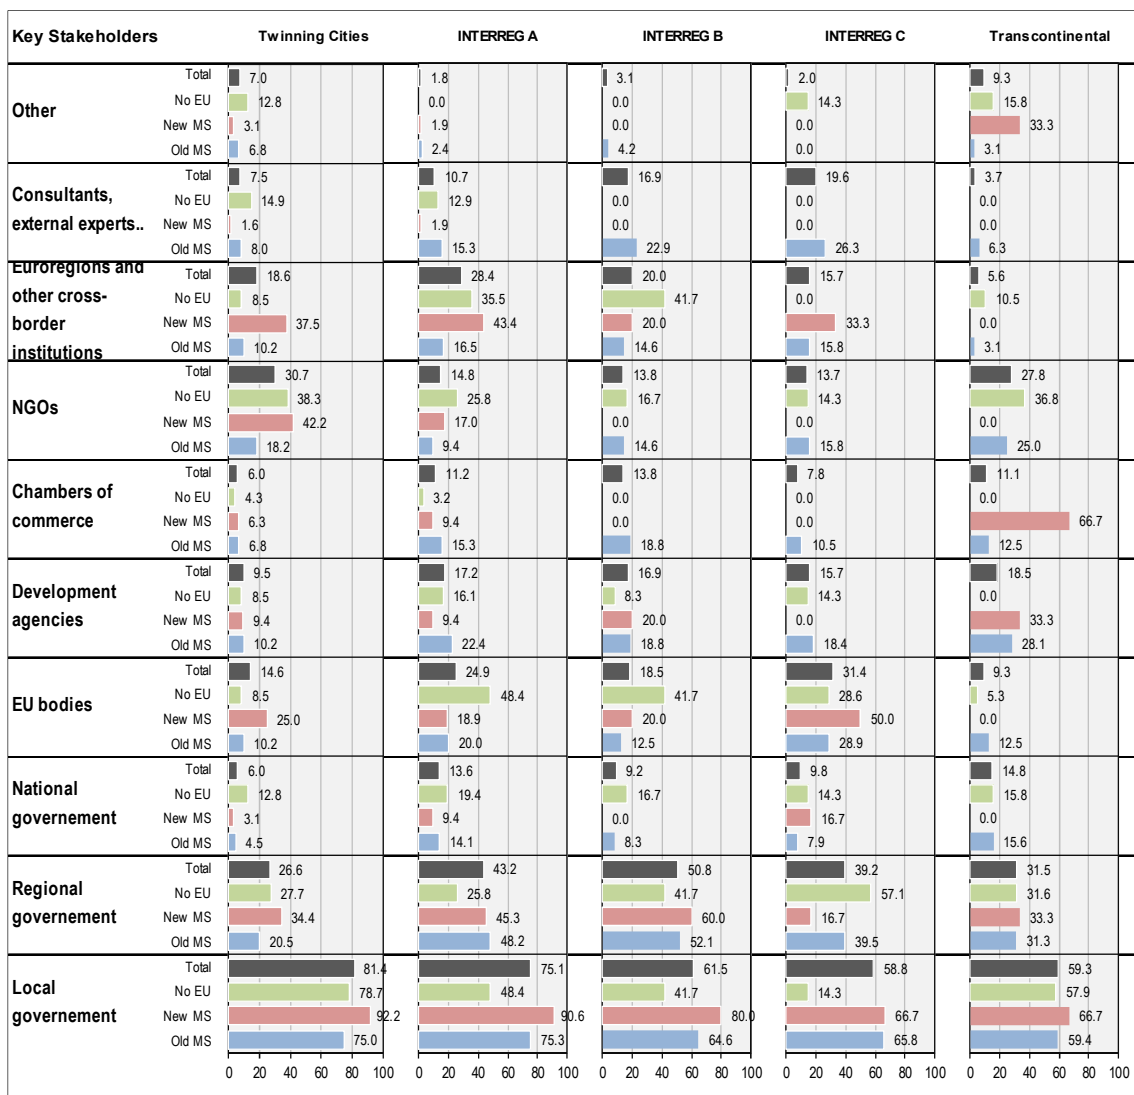 Key Stakeholders Twinning Cities INTERREG A INTERREG B INTERREG C Transcontinental
Other
Total 7.0 1.8 3.1 2.0 9.3
No EU 12.8 0.0 0.0 14.3 15.8
New MS 3.1 1.9 0.0 0.0 33.3
Old MS 6.8 2.4 4.2 0.0 3.1
Consultants,
external experts..
Total 7.5 10.7 16.9 19.6 3.7
No EU 14.9 12.9 0.0 0.0 0.0
New MS 1.6 1.9 0.0 0.0 0.0
Old MS 8.0 15.3 22.9 26.3 6.3
Euroregions and
other cross-
border
institutions
Total 18.6 28.4 20.0 15.7 5.6
No EU 8.5 35.5 41.7 0.0 10.5
New MS 37.5 43.4 20.0 33.3 0.0
Old MS 10.2 16.5 14.6 15.8 3.1
NGOs
Total 30.7 14.8 13.8 13.7 27.8
No EU 38.3 25.8 16.7 14.3 36.8
New MS 42.2 17.0 0.0 0.0 0.0
Old MS 18.2 9.4 14.6 15.8 25.0
Chambers of
commerce
Total 6.0 11.2 13.8 7.8 11.1
No EU 4.3 3.2 0.0 0.0 0.0
New MS 6.3 9.4 0.0 0.0 66.7
Old MS 6.8 15.3 18.8 10.5 12.5
Development
agencies
Total 9.5 17.2 16.9 15.7 18.5
No EU 8.5 16.1 8.3 14.3 0.0
New MS 9.4 9.4 20.0 0.0 33.3
Old MS 10.2 22.4 18.8 18.4 28.1
EU bodies
Total 14.6 24.9 18.5 31.4 9.3
No EU 8.5 48.4 41.7 28.6 5.3
New MS 25.0 18.9 20.0 50.0 0.0
Old MS 10.2 20.0 12.5 28.9 12.5
National
governement
Total 6.0 13.6 9.2 9.8 14.8
No EU 12.8 19.4 16.7 14.3 15.8
New MS 3.1 9.4 0.0 16.7 0.0
Old MS 4.5 14.1 8.3 7.9 15.6
Regional
governement
Total 26.6 43.2 50.8 39.2 31.5
No EU 27.7 25.8 41.7 57.1 31.6
New MS 34.4 45.3 60.0 16.7 33.3
Old MS 20.5 48.2 52.1 39.5 31.3
Local
governement
Total 81.4 75.1 61.5 58.8 59.3
No EU 78.7 48.4 41.7 14.3 57.9
New MS 92.2 90.6 80.0 66.7 66.7
Old MS 75.0 75.3 64.6 65.8 59.4
0 20 40 60 80 100 0 20 40 60 80 100 0 20 40 60 80 100 0 20 40 60 80 100 0 20 40 60 80 100